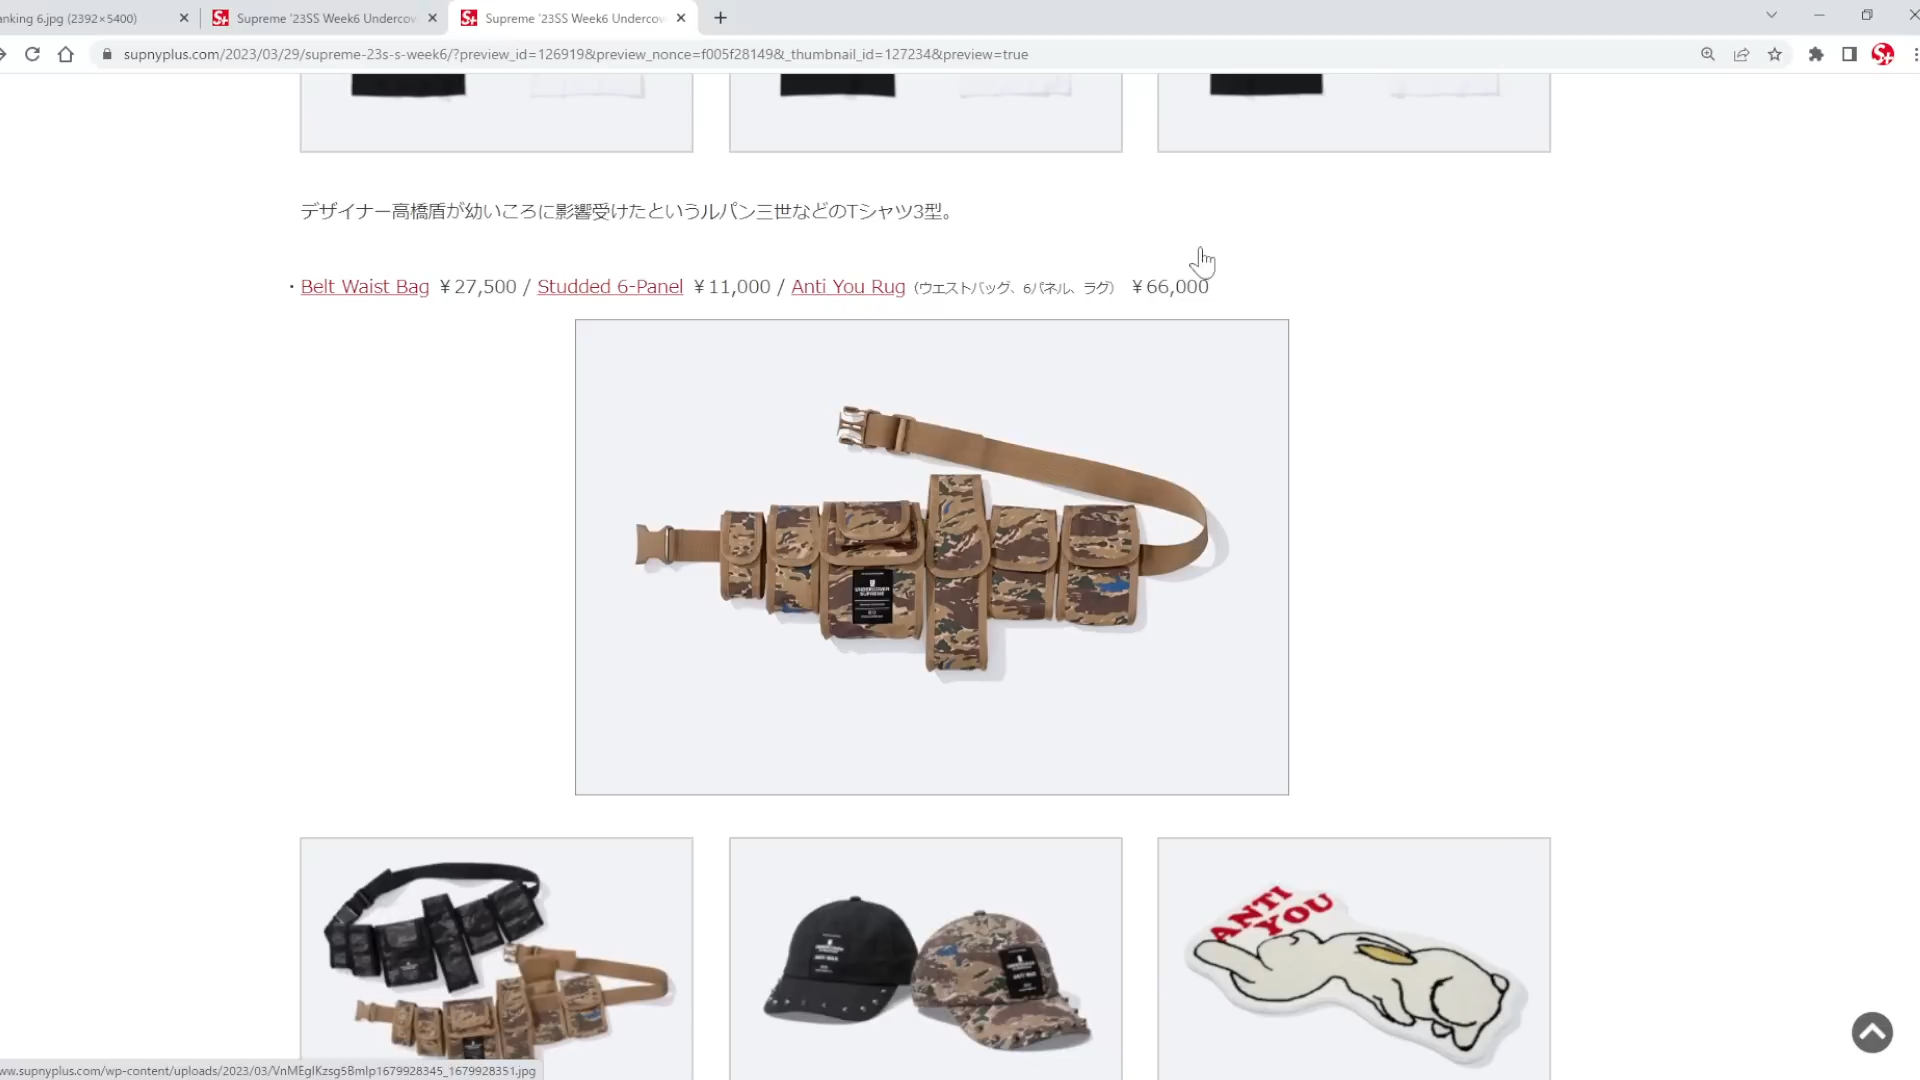 anking 6.jpg (2392×5400)
Supreme '23SS Week6 Undercov
Supreme '23SS Week6 Undercov
supnyplus.com/2023/03/29/supreme-23s-s-week6/?preview_id=126919&preview_nonce=f005f28149&_thumbnail_id=127234&preview=true
デザイナー高橋盾が幼いころに影響受けたというルパン三世などのTシャツ3型。
・Belt Waist Bag ￥27,500 / Studded 6-Panel ￥11,000 / Anti You Rug（ウエストバッグ、6パネル、ラグ） ￥66,000
UNDERCOVER
SUPREME
ANTI
YOU
ww.supnyplus.com/wp-content/uploads/2023/03/VnMEglKzsg5BmIp1679928345_1679928351.jpg